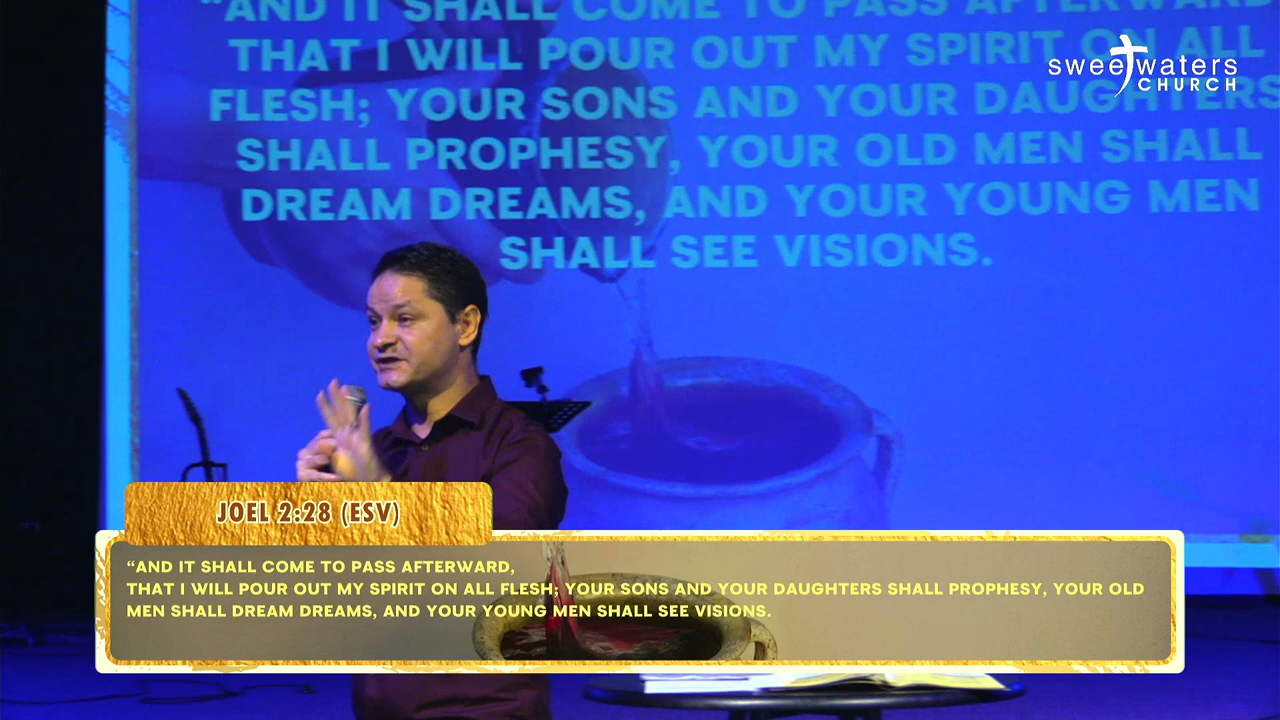 “AND IT SHALL COME TO PASS AFTERWARD
THAT I WILL POUR OUT MY SPIRIT ON ALL
FLESH; YOUR SONS AND YOUR DAUGHTERS
SHALL PROPHESY, YOUR OLD MEN SHALL
DREAM DREAMS, AND YOUR YOUNG MEN
SHALL SEE VISIONS.
sweetwaters
CHURCH
JOEL 2:28 (ESV)
“AND IT SHALL COME TO PASS AFTERWARD,
THAT I WILL POUR OUT MY SPIRIT ON ALL FLESH; YOUR SONS AND YOUR DAUGHTERS SHALL PROPHESY, YOUR OLD
MEN SHALL DREAM DREAMS, AND YOUR YOUNG MEN SHALL SEE VISIONS.